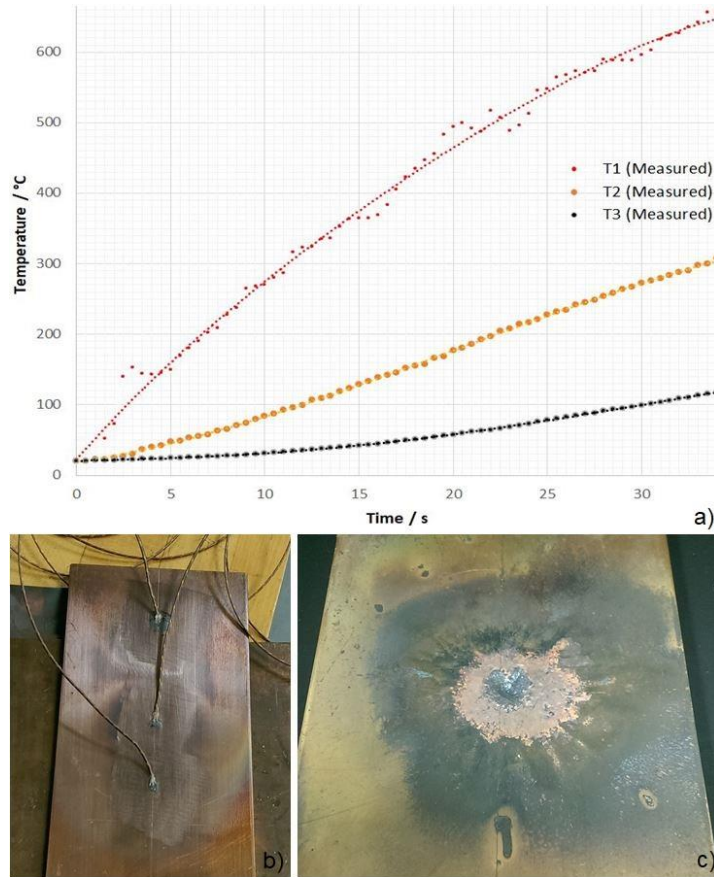 600
500
400
300
200
100
0
Temperature / °C
T1 (Measured)
T2 (Measured)
T3 (Measured)
0 5 10 15 20 25 30
Time / s
a)
b)
c)